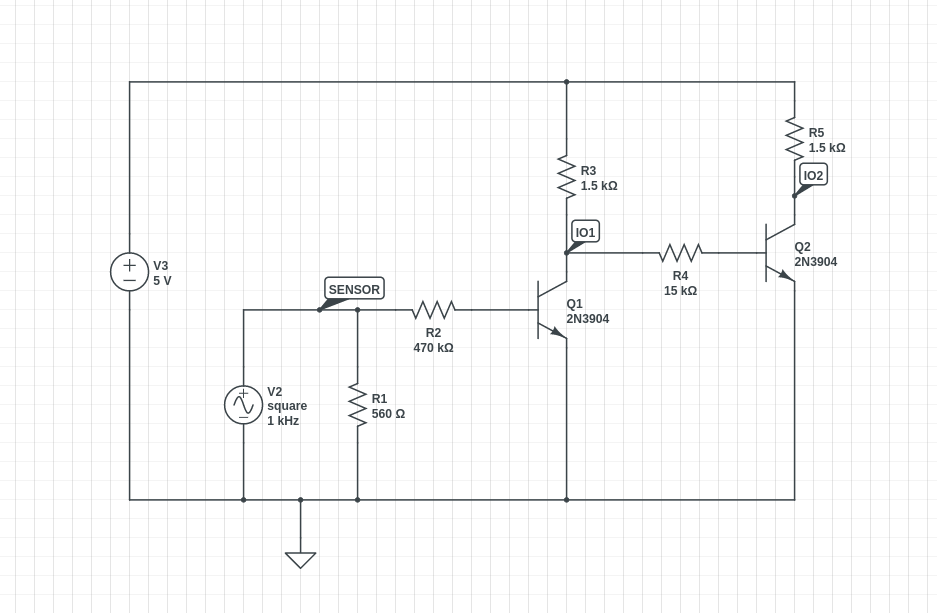 R5
1.5 kΩ
IO2
R3
1.5 kΩ
IO1
Q2
2N3904
V3
5 V
R4
15 kΩ
SENSOR
Q1
2N3904
R2
470 kΩ
V2
square
1 kHz
R1
560 Ω